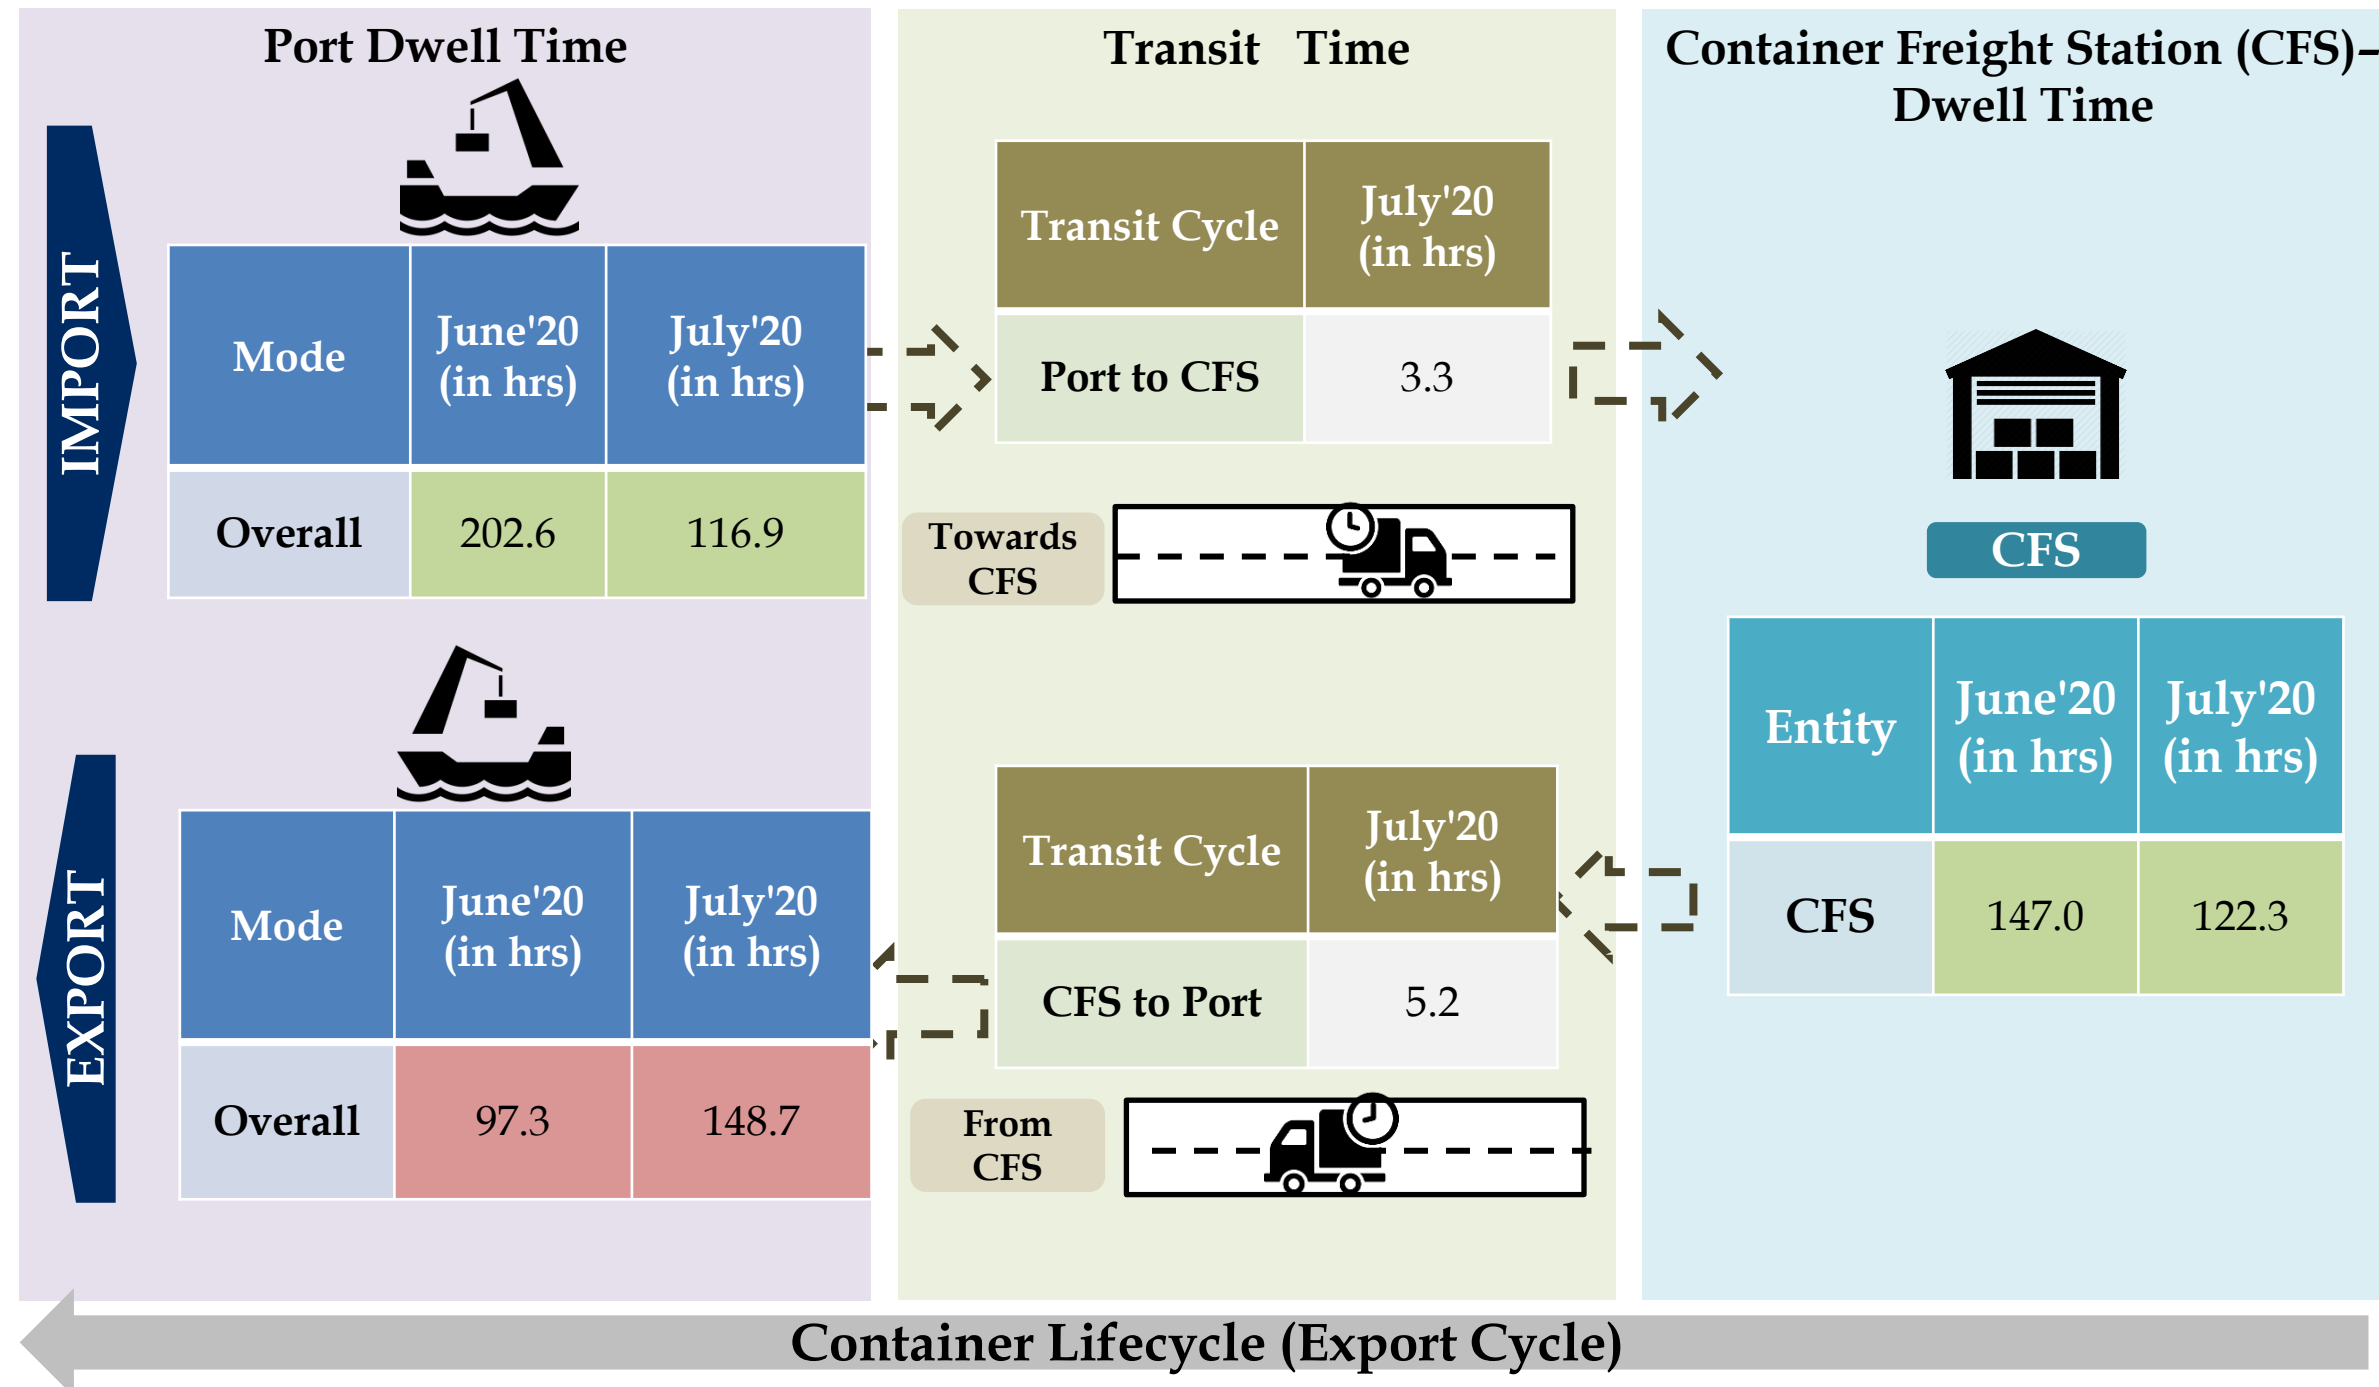 Port Dwell Time
IMPORT
Mode
June'20
(in hrs)
July'20
(in hrs)
Overall
202.6
116.9
EXPORT
Mode
June'20
(in hrs)
July'20
(in hrs)
Overall
97.3
148.7
Transit Time
Transit Cycle
July'20
(in hrs)
Port to CFS
3.3
Towards
CFS
Transit Cycle
July'20
(in hrs)
CFS to Port
5.2
From
CFS
Container Freight Station (CFS)–
Dwell Time
CFS
Entity
June'20
(in hrs)
July'20
(in hrs)
CFS
147.0
122.3
Container Lifecycle (Export Cycle)